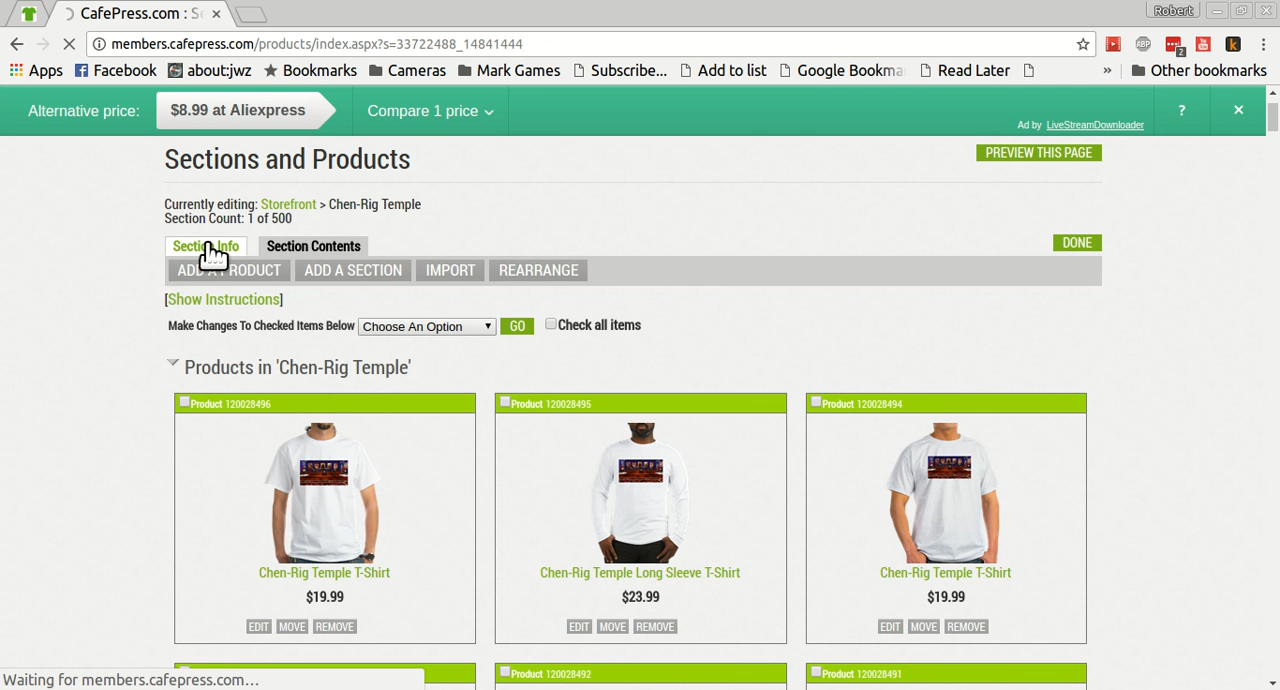 CafePress.com : Se
Robert
members.cafepress.com/products/index.aspx?s=33722488_14841444
ABP
2
You
k
Apps Facebook about:jwz Bookmarks Cameras Mark Games Subscribe... Add to list Google Bookma Read Later » Other bookmarks
Alternative price: $8.99 at Aliexpress Compare 1 price ? ×
Ad by LiveStreamDownloader
Sections and Products
PREVIEW THIS PAGE
Currently editing: Storefront > Chen-Rig Temple
Section Count: 1 of 500
Section Info Section Contents DONE
ADD A PRODUCT ADD A SECTION IMPORT REARRANGE
[Show Instructions]
Make Changes To Checked Items Below Choose An Option GO Check all items
Products in 'Chen-Rig Temple'
Product 120028496 Product 120028495 Product 120028494
Chen-Rig Temple T-Shirt Chen-Rig Temple Long Sleeve T-Shirt Chen-Rig Temple T-Shirt
$19.99 $23.99 $19.99
EDIT MOVE REMOVE EDIT MOVE REMOVE EDIT MOVE REMOVE
Product 120028492 Product 120028491
Waiting for members.cafepress.com...